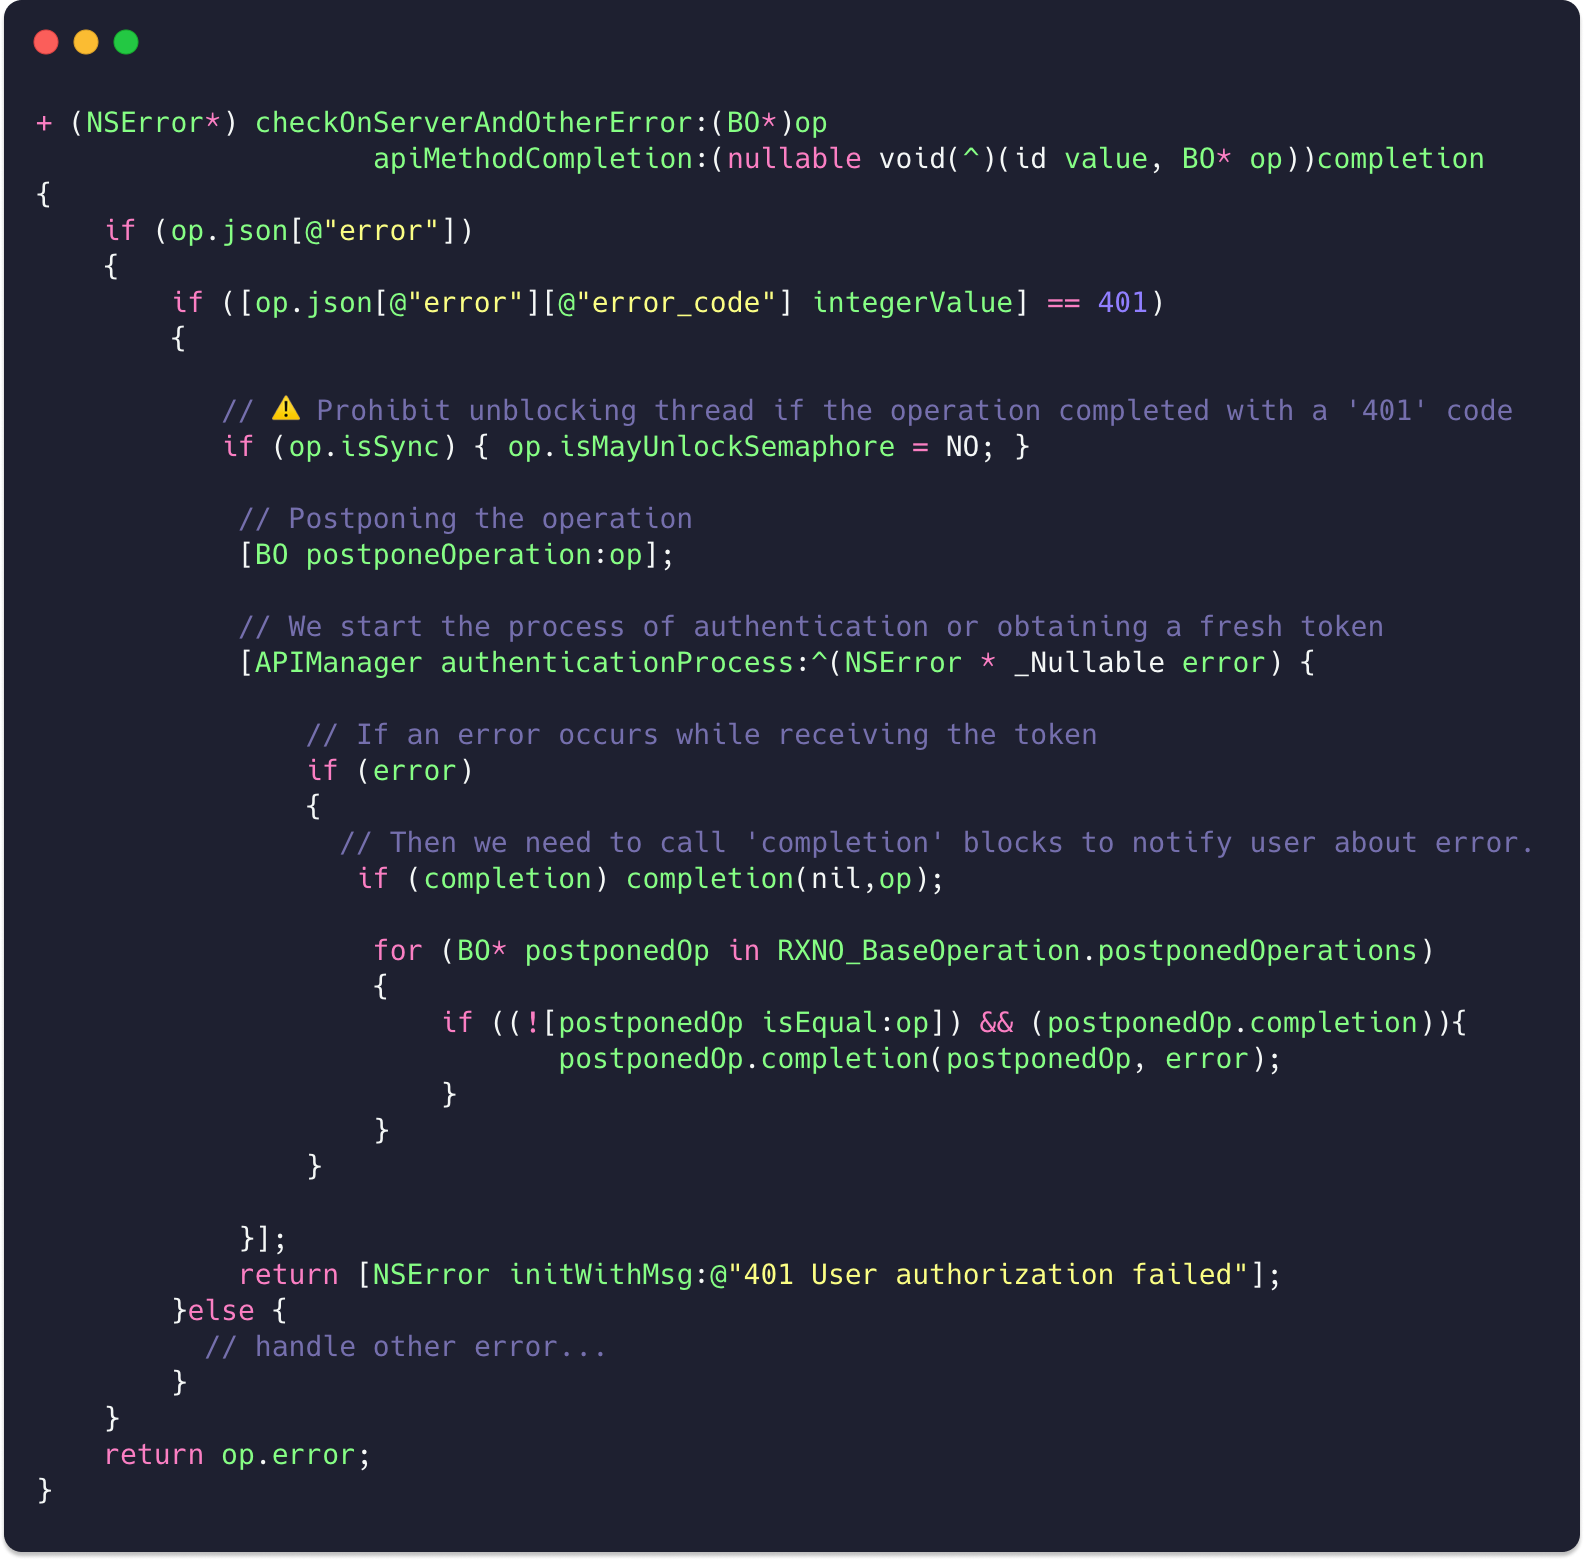 + (NSError*) checkOnServerAndOtherError:(BO*)op
                    apiMethodCompletion:(nullable void(^)(id value, BO* op))completion
{
    if (op.json[@"error"])
    {
        if ([op.json[@"error"][@"error_code"] integerValue] == 401)
        {

           // ⚠️ Prohibit unblocking thread if the operation completed with a '401' code
           if (op.isSync) { op.isMayUnlockSemaphore = NO; }

            // Postponing the operation
            [BO postponeOperation:op];

            // We start the process of authentication or obtaining a fresh token
            [APIManager authenticationProcess:^(NSError * _Nullable error) {

                // If an error occurs while receiving the token
                if (error)
                {
                  // Then we need to call 'completion' blocks to notify user about error.
                   if (completion) completion(nil,op);

                    for (BO* postponedOp in RXNO_BaseOperation.postponedOperations)
                    {
                        if ((![postponedOp isEqual:op]) && (postponedOp.completion)){
                               postponedOp.completion(postponedOp, error);
                        }
                    }
                }

            }];
            return [NSError initWithMsg:@"401 User authorization failed"];
        }else {
          // handle other error...
        }
    }
    return op.error;
}